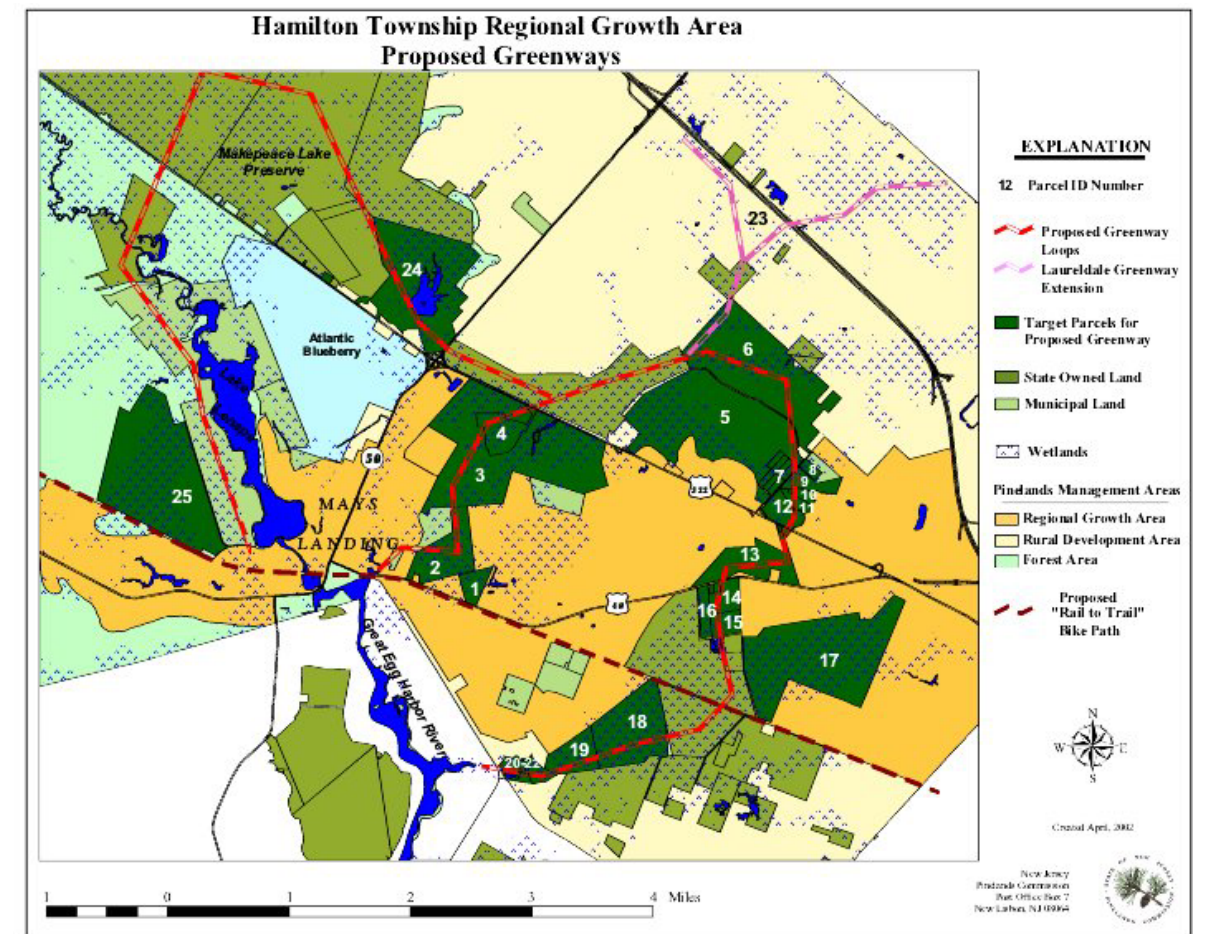 Hamilton Township Regional Growth Area
Proposed Greenways
Makepeace Lake
Preserve
24
23
Atlantic
Blueberry
6
5
4
3
50
322
7
8
9
10
11
12
25
MAYS
LANDING
Lake
Lenape
2
1
13
40
14
16
15
17
Great Egg Harbor River
18
19
20-22
EXPLANATION
12 Parcel ID Number
Proposed Greenway
Loops
Laureldale Greenway
Extension
Target Parcels for
Proposed Greenway
State Owned Land
Municipal Land
Wetlands
Pinelands Management Areas
Regional Growth Area
Rural Development Area
Forest Area
Proposed
"Rail to Trail"
Bike Path
N
W E
S
Created April, 2002
New Jersey
Pinelands Commission
Post Office Box 7
New Lisbon, NJ 08064
1 0 1 2 3 4 Miles